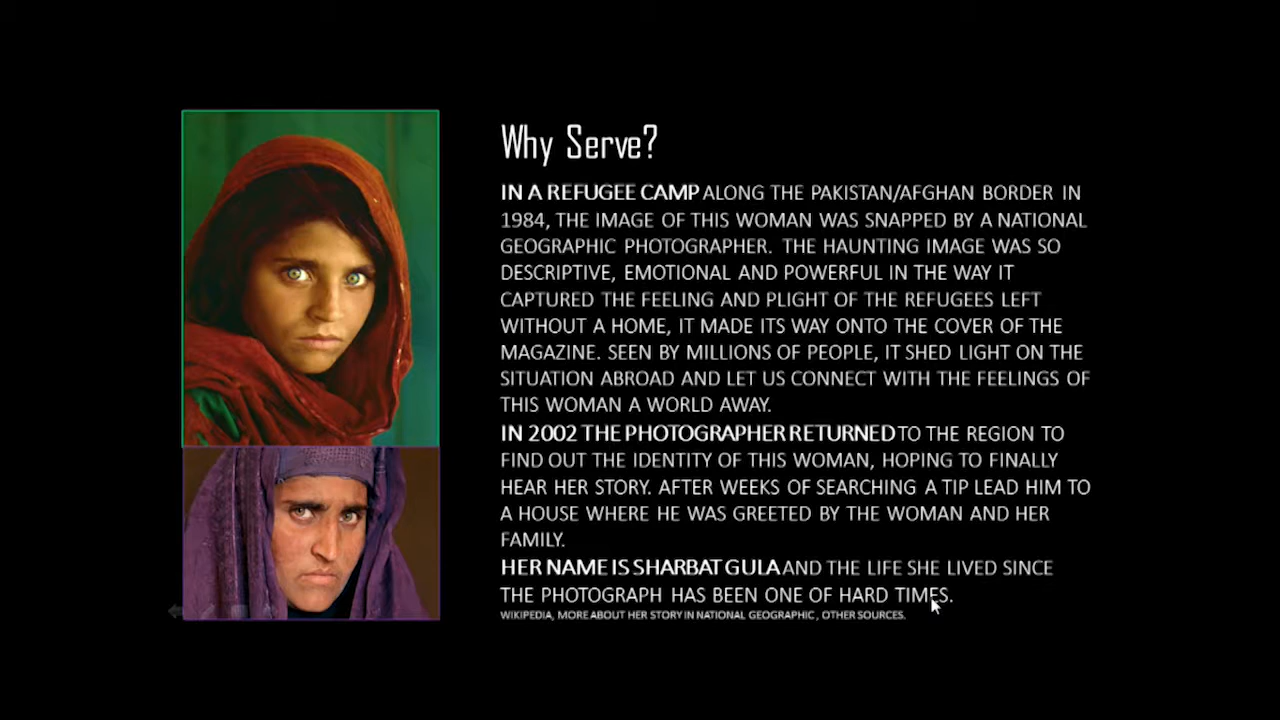 Why Serve?
IN A REFUGEE CAMP ALONG THE PAKISTAN/AFGHAN BORDER IN
1984, THE IMAGE OF THIS WOMAN WAS SNAPPED BY A NATIONAL
GEOGRAPHIC PHOTOGRAPHER. THE HAUNTING IMAGE WAS SO
DESCRIPTIVE, EMOTIONAL AND POWERFUL IN THE WAY IT
CAPTURED THE FEELING AND PLIGHT OF THE REFUGEES LEFT
WITHOUT A HOME, IT MADE ITS WAY ONTO THE COVER OF THE
MAGAZINE. SEEN BY MILLIONS OF PEOPLE, IT SHED LIGHT ON THE
SITUATION ABROAD AND LET US CONNECT WITH THE FEELINGS OF
THIS WOMAN A WORLD AWAY.
IN 2002 THE PHOTOGRAPHER RETURNED TO THE REGION TO
FIND OUT THE IDENTITY OF THIS WOMAN, HOPING TO FINALLY
HEAR HER STORY. AFTER WEEKS OF SEARCHING A TIP LEAD HIM TO
A HOUSE WHERE HE WAS GREETED BY THE WOMAN AND HER
FAMILY.
HER NAME IS SHARBAT GULA AND THE LIFE SHE LIVED SINCE
THE PHOTOGRAPH HAS BEEN ONE OF HARD TIMES.
WIKIPEDIA, MORE ABOUT HER STORY IN NATIONAL GEOGRAPHIC, OTHER SOURCES.